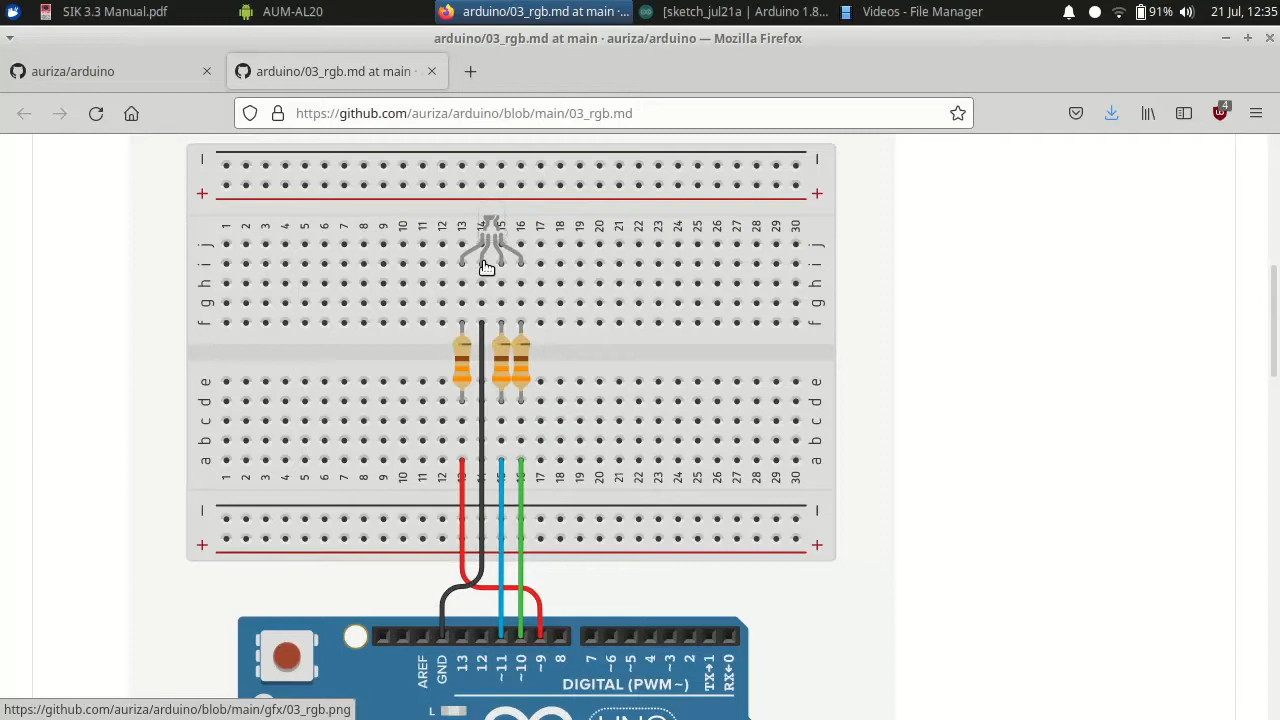 SIK 3.3 Manual.pdf
AUM-AL20
arduino/03_rgb.md at main ·...
[sketch_jul21a | Arduino 1.8...
Videos - File Manager
91%
21 Jul, 12:35
arduino/03_rgb.md at main · auriza/arduino — Mozilla Firefox
auriza/arduino
arduino/03_rgb.md at main ·
https://github.com/auriza/arduino/blob/main/03_rgb.md
4
+ +
1 2 3 4 5 6 7 8 9 10 11 12 13 14 15 16 17 18 19 20 21 22 23 24 25 26 27 28 29 30
j j
i i
h h
g g
f f
e e
d d
c c
b b
a a
1 2 3 4 5 6 7 8 9 10 11 12 13 14 15 16 17 18 19 20 21 22 23 24 25 26 27 28 29 30
+ +
AREF GND 13 12 ~11 ~10 ~9 8 7 ~6 ~5 4 ~3 2 TX→1 RX←0
DIGITAL (PWM~)
L
UNO
https://github.com/auriza/arduino/blob/main/gfx/03_rgb.png